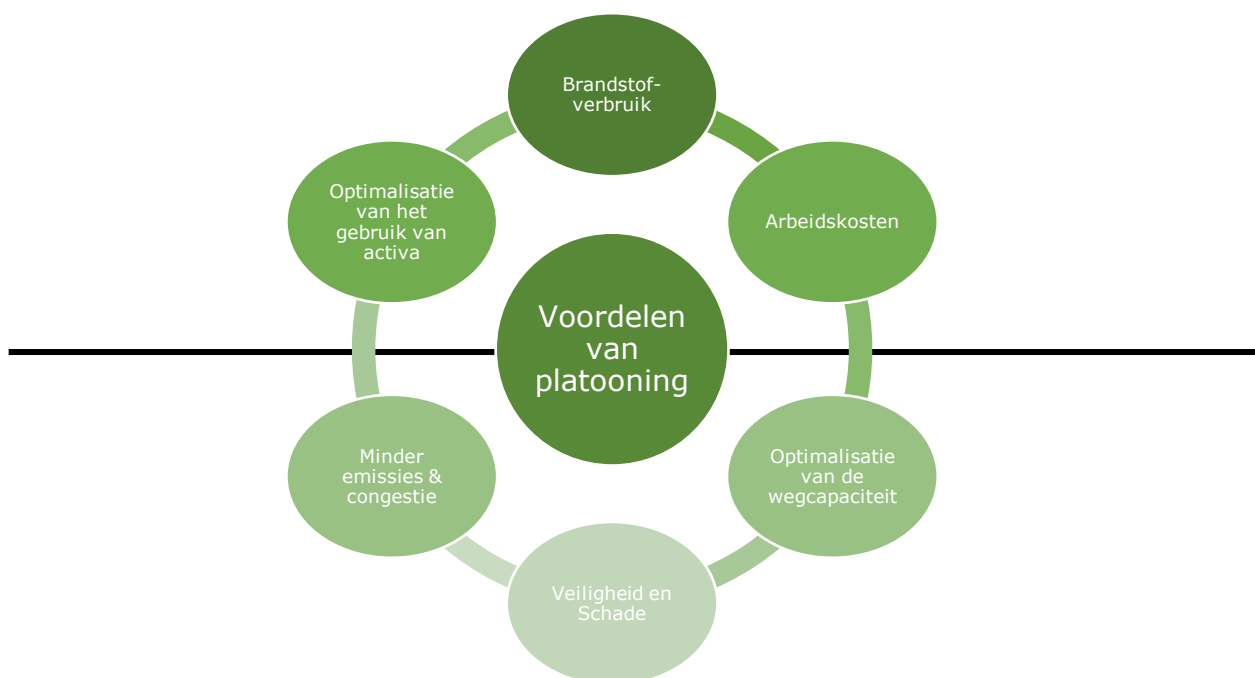 Brandstof-
verbruik
Arbeidskosten
Optimalisatie
van de
wegcapaciteit
Veiligheid en
Schade
Minder
emissies &
congestie
Optimalisatie
van het
gebruik van
activa
Voordelen
van
platooning